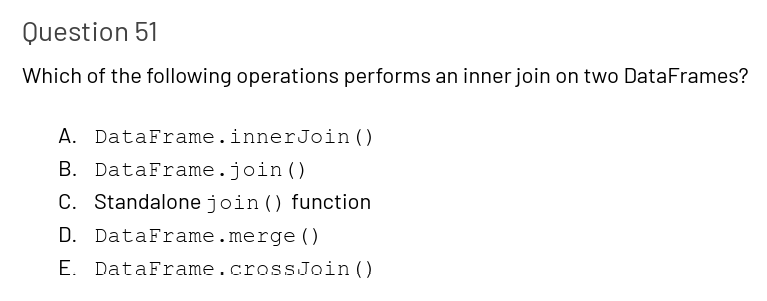 Question 51
Which of the following operations performs an inner join on two DataFrames?
A. DataFrame.innerJoin()
B. DataFrame.join()
C. Standalone join() function
D. DataFrame.merge()
E. DataFrame.crossJoin()